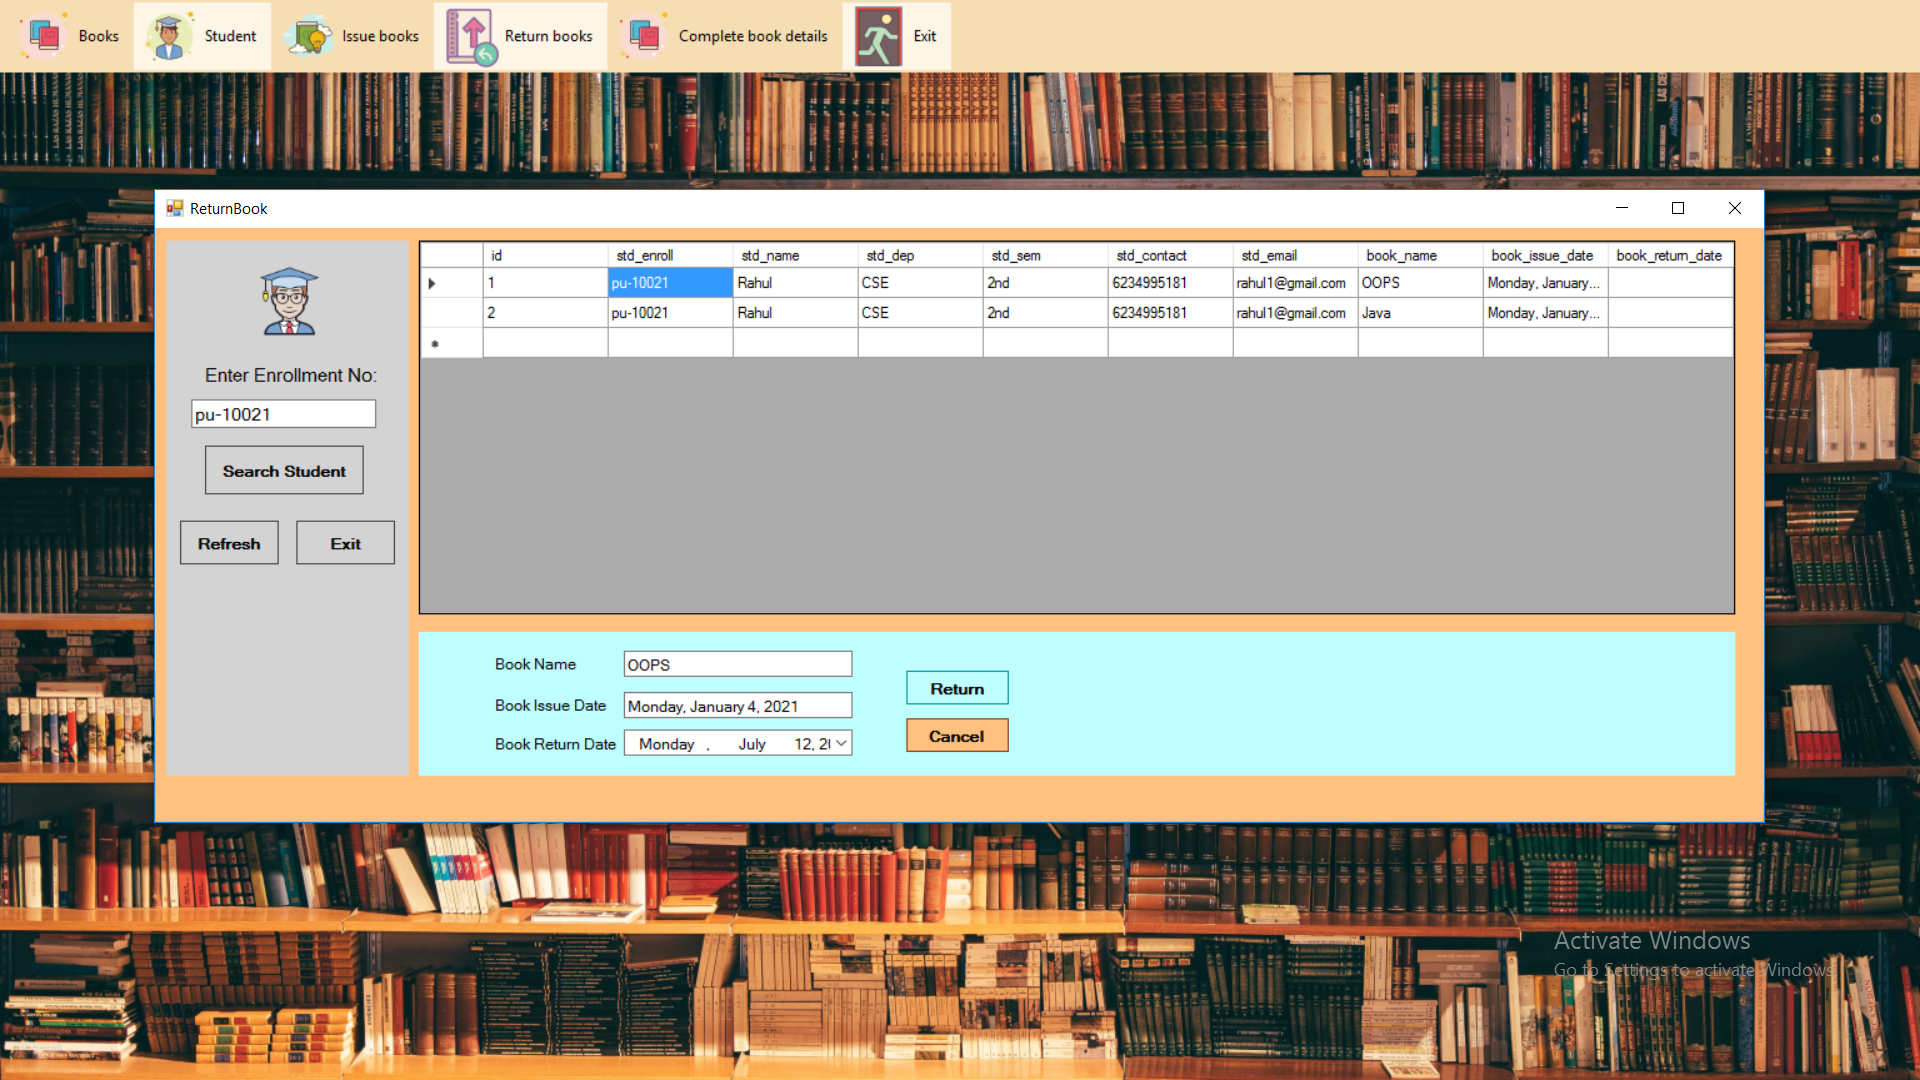 Books
Student
Issue books
Return books
Complete book details
Exit
ReturnBook
id std_enroll std_name std_dep std_sem std_contact std_email book_name book_issue_date book_return_date
1 pu-10021 Rahul CSE 2nd 6234995181 rahul1@gmail.com OOPS Monday, January...
2 pu-10021 Rahul CSE 2nd 6234995181 rahul1@gmail.com Java Monday, January...
Enter Enrollment No:
pu-10021
Search Student
Refresh
Exit
Book Name OOPS
Book Issue Date Monday, January 4, 2021
Book Return Date Monday , July 12, 20
Return
Cancel
Activate Windows
Go to Settings to activate Windows.